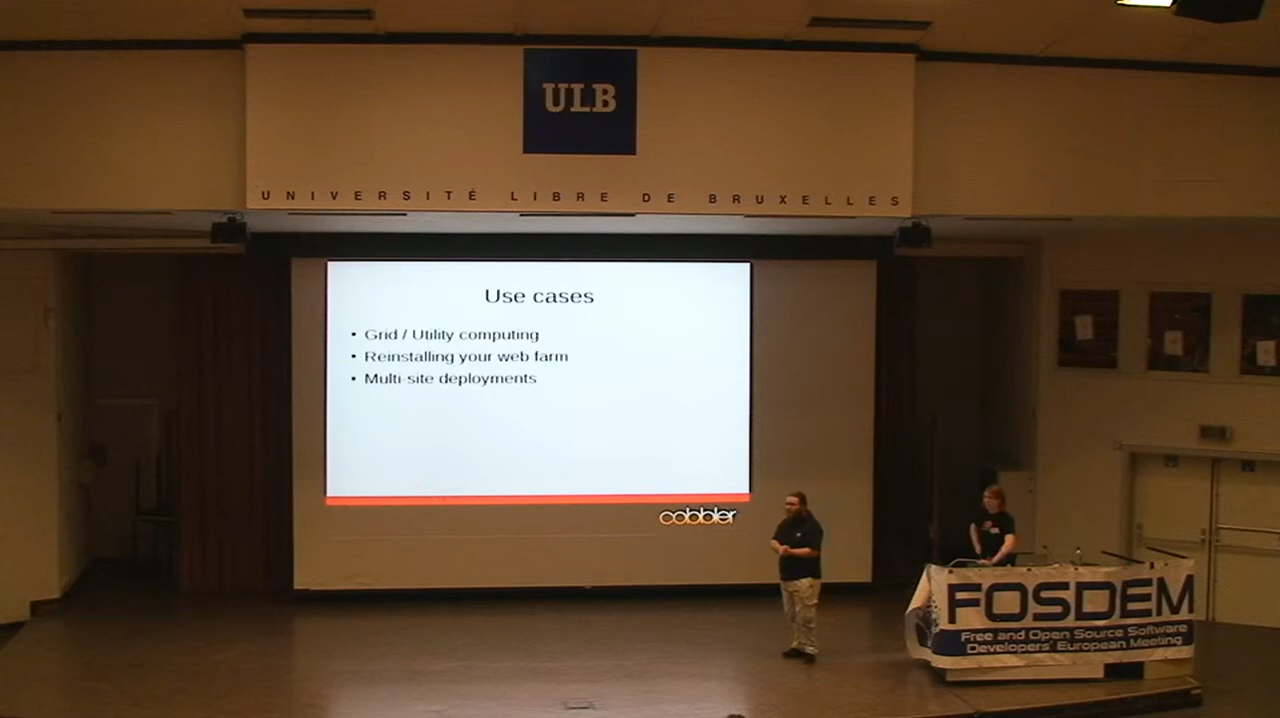 ULB
UNIVERSITÉ LIBRE DE BRUXELLES
Use cases
• Grid / Utility computing
• Reinstalling your web farm
• Multi-site deployments
cobbler
FOSDEM
Free and Open Source Software
Developers' European Meeting